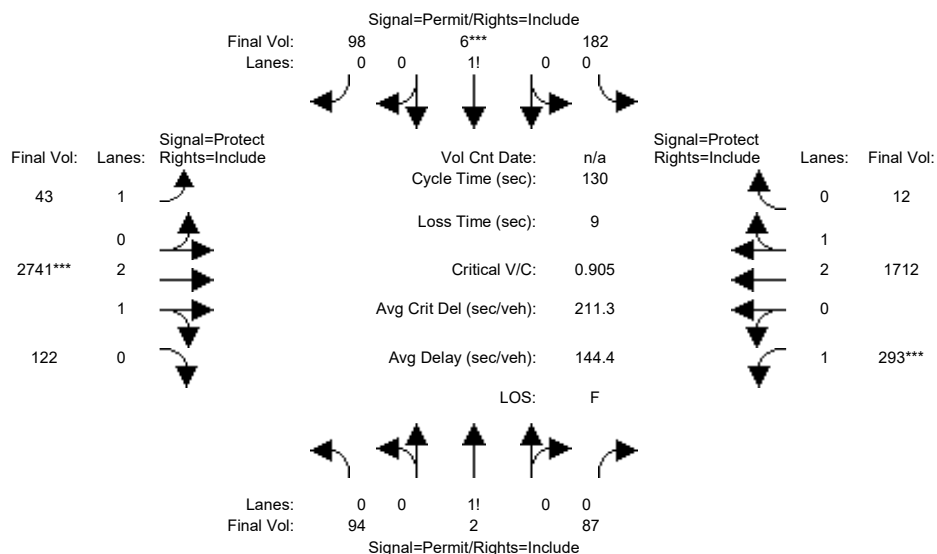 Signal=Permit/Rights=Include
Final Vol: 98 6*** 182
Lanes: 0 0 1! 0 0
Signal=Protect
Final Vol: Lanes: Rights=Include
Vol Cnt Date: n/a
Cycle Time (sec): 130
Loss Time (sec): 9
Critical V/C: 0.905
Avg Crit Del (sec/veh): 211.3
Avg Delay (sec/veh): 144.4
LOS: F
Signal=Protect
Rights=Include Lanes: Final Vol:
43 1
0
2741*** 2
1
122 0
0 12
1
2 1712
0
1 293***
Lanes: 0 0 1! 0 0
Final Vol: 94 2 87
Signal=Permit/Rights=Include